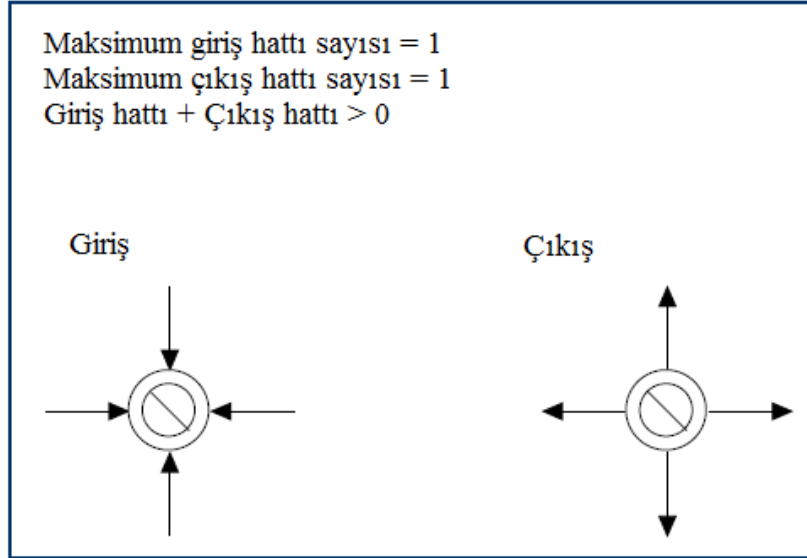 Maksimum giriş hattı sayısı = 1
Maksimum çıkış hattı sayısı = 1
Giriş hattı + Çıkış hattı > 0
Giriş
Çıkış